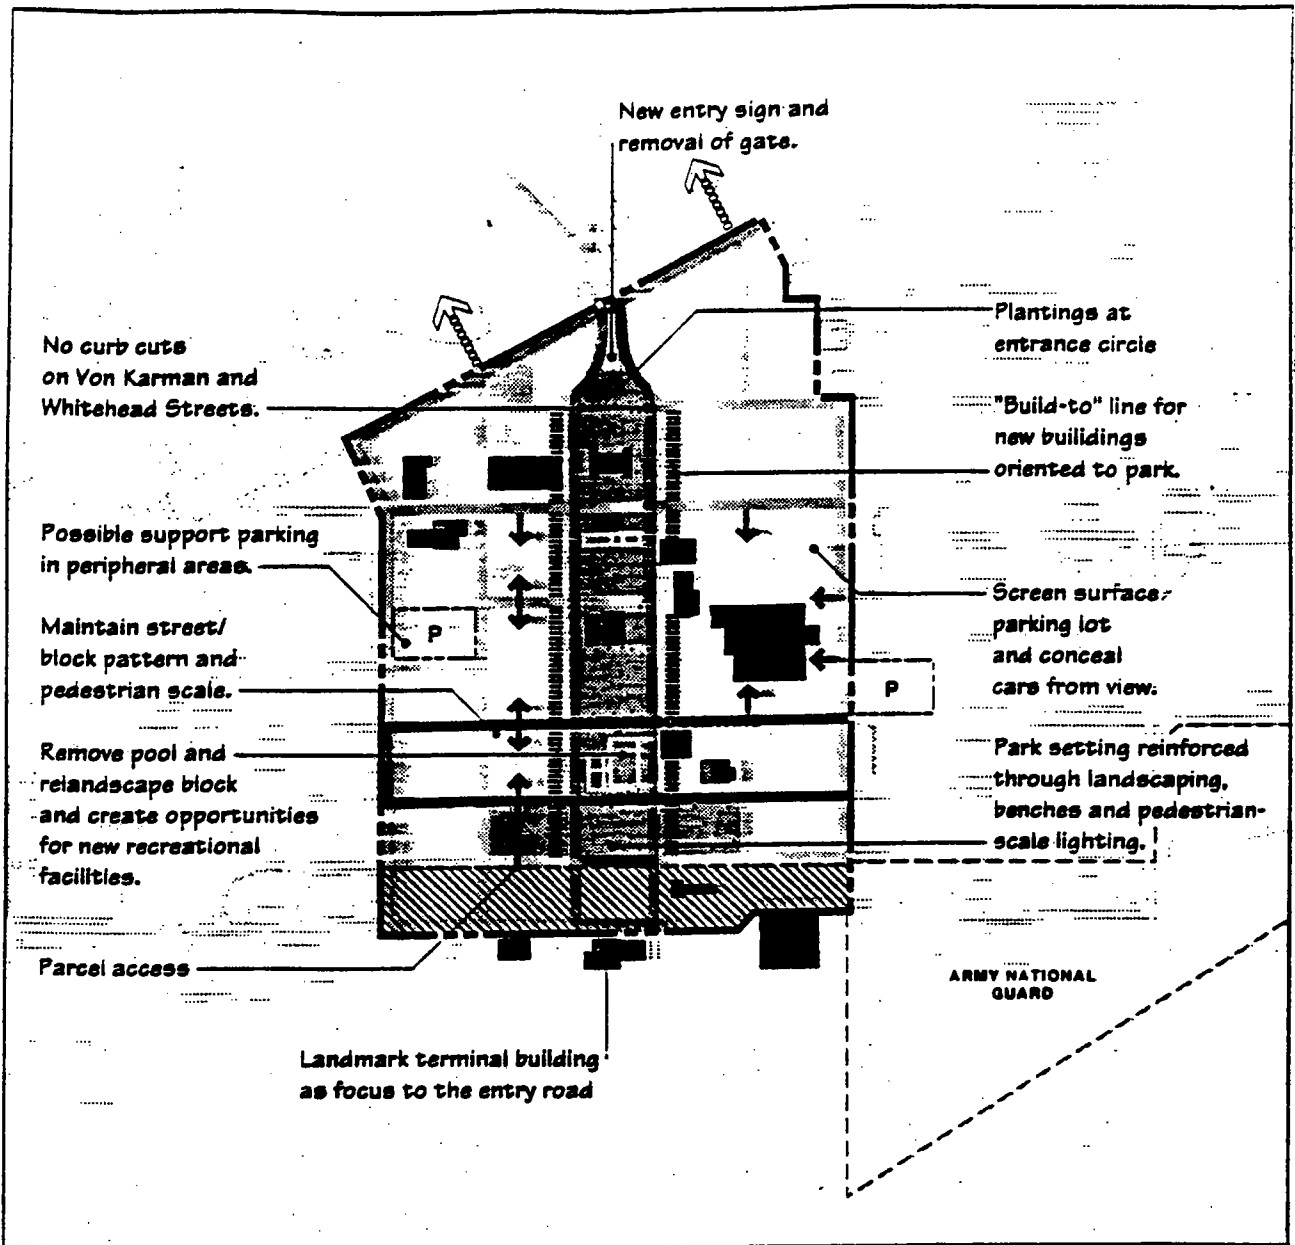 New entry sign and
removal of gate.
No curb cuts
on Von Karman and
Whitehead Streets.
Plantings at
entrance circle
"Build-to" line for
new builidings
oriented to park.
Possible support parking
in peripheral areas.
P
Maintain street/
block pattern and
pedestrian scale.
Screen surface
parking lot
and conceal
cars from view.
P
Remove pool and
relandscape block
and create opportunities
for new recreational
facilities.
Park setting reinforced
through landscaping,
benches and pedestrian-
scale lighting.
Parcel access
ARMY NATIONAL
GUARD
Landmark terminal building
as focus to the entry road